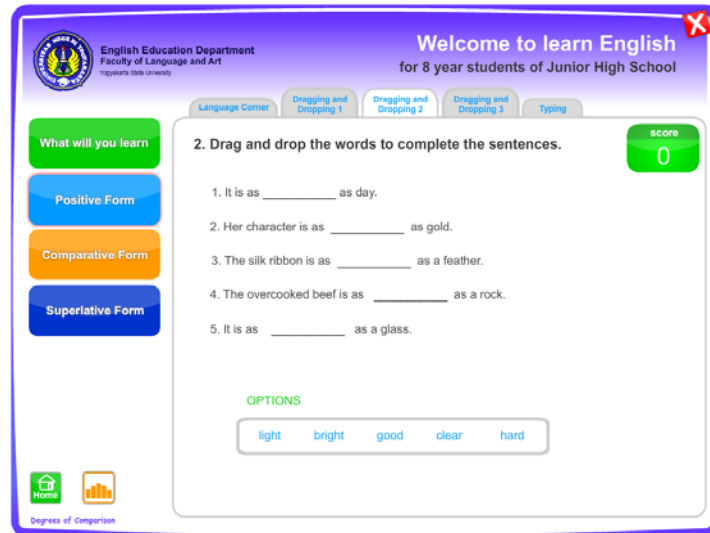 English Education Department
Faculty of Language and Art
Yogyakarta State University
Welcome to learn English
for 8 year students of Junior High School
Language Corner
Dragging and
Dropping 1
Dragging and
Dropping 2
Dragging and
Dropping 3
Typing
What will you learn
Positive Form
Comparative Form
Superlative Form
2. Drag and drop the words to complete the sentences.
score
0
1. It is as ___________ as day.
2. Her character is as ___________ as gold.
3. The silk ribbon is as ___________ as a feather.
4. The overcooked beef is as ___________ as a rock.
5. It is as ___________ as a glass.
OPTIONS
light bright good clear hard
Home
Degrees of Comparison